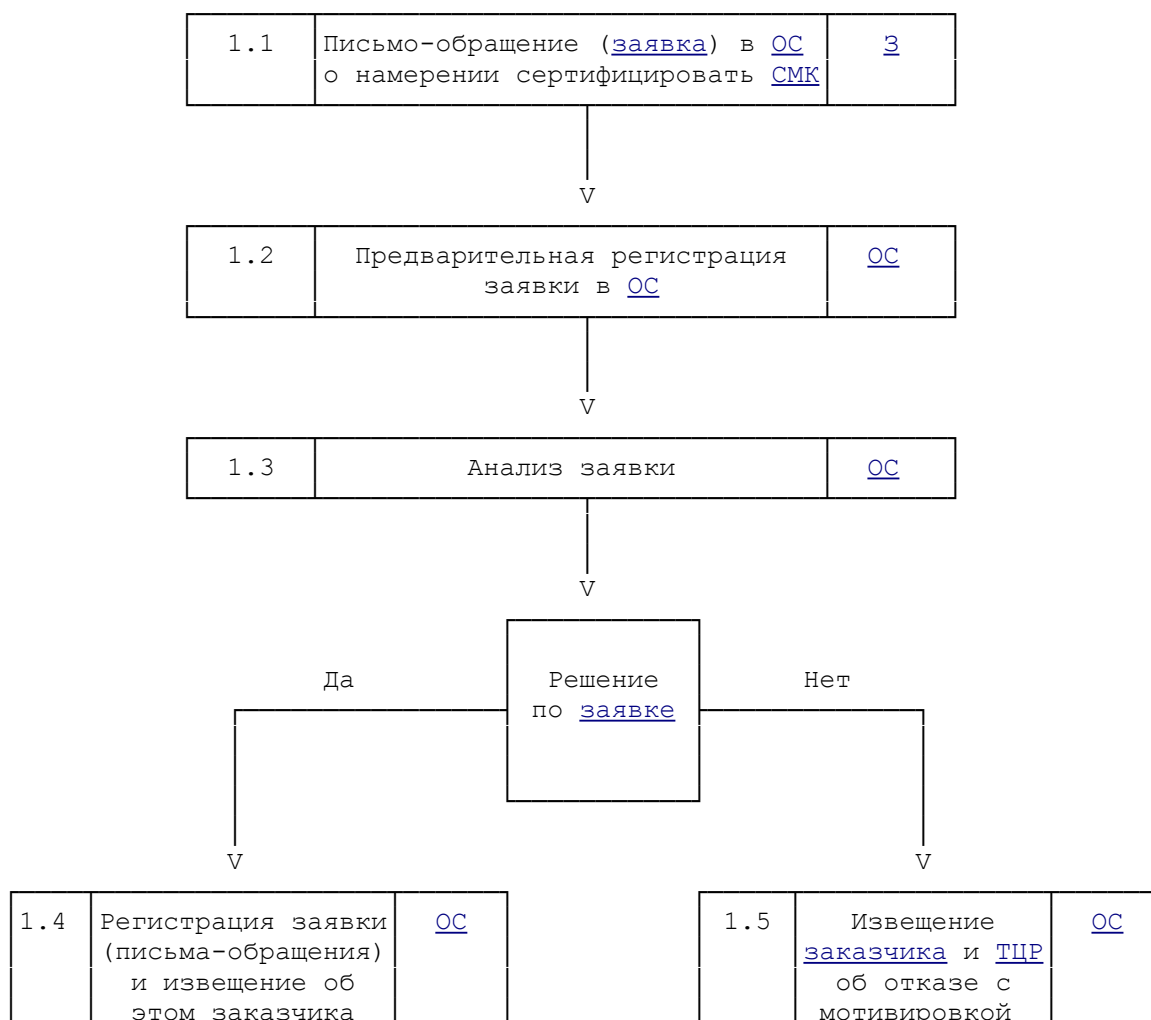 1.1 Письмо-обращение (заявка) в ОС З
о намерении сертифицировать СМК
V
1.2 Предварительная регистрация ОС
заявки в ОС
V
1.3 Анализ заявки ОС
V
Да Решение Нет
по заявке
V V
1.4 Регистрация заявки ОС 1.5 Извещение ОС
(письма-обращения) заказчика и ТЦР
и извещение об об отказе с
этом заказчика мотивировкой